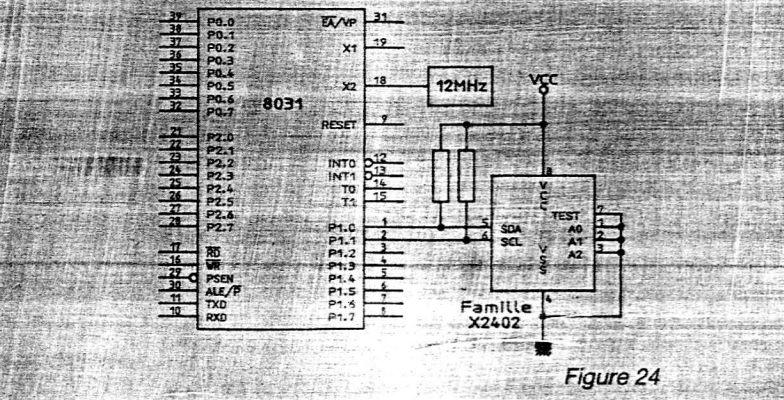 39 P0.0
38 P0.1
37 P0.2
36 P0.3
35 P0.4
34 P0.5
33 P0.6
32 P0.7
21 P2.0
22 P2.1
23 P2.2
24 P2.3
25 P2.4
26 P2.5
27 P2.6
28 P2.7
17 RD
16 WR
29 PSEN
30 ALE/P
11 TXD
10 RXD
8031
EA/VP 31
X1 19
X2 18
RESET 9
INT0 12
INT1 13
T0 14
T1 15
P1.0 1
P1.1 2
P1.2 3
P1.3 4
P1.4 5
P1.5 6
P1.6 7
P1.7 8
12MHz
VCC
8
VCC
5 SDA
6 SCL
VSS
4
TEST 7
A0 1
A1 2
A2 3
Famille
X2402
Figure 24